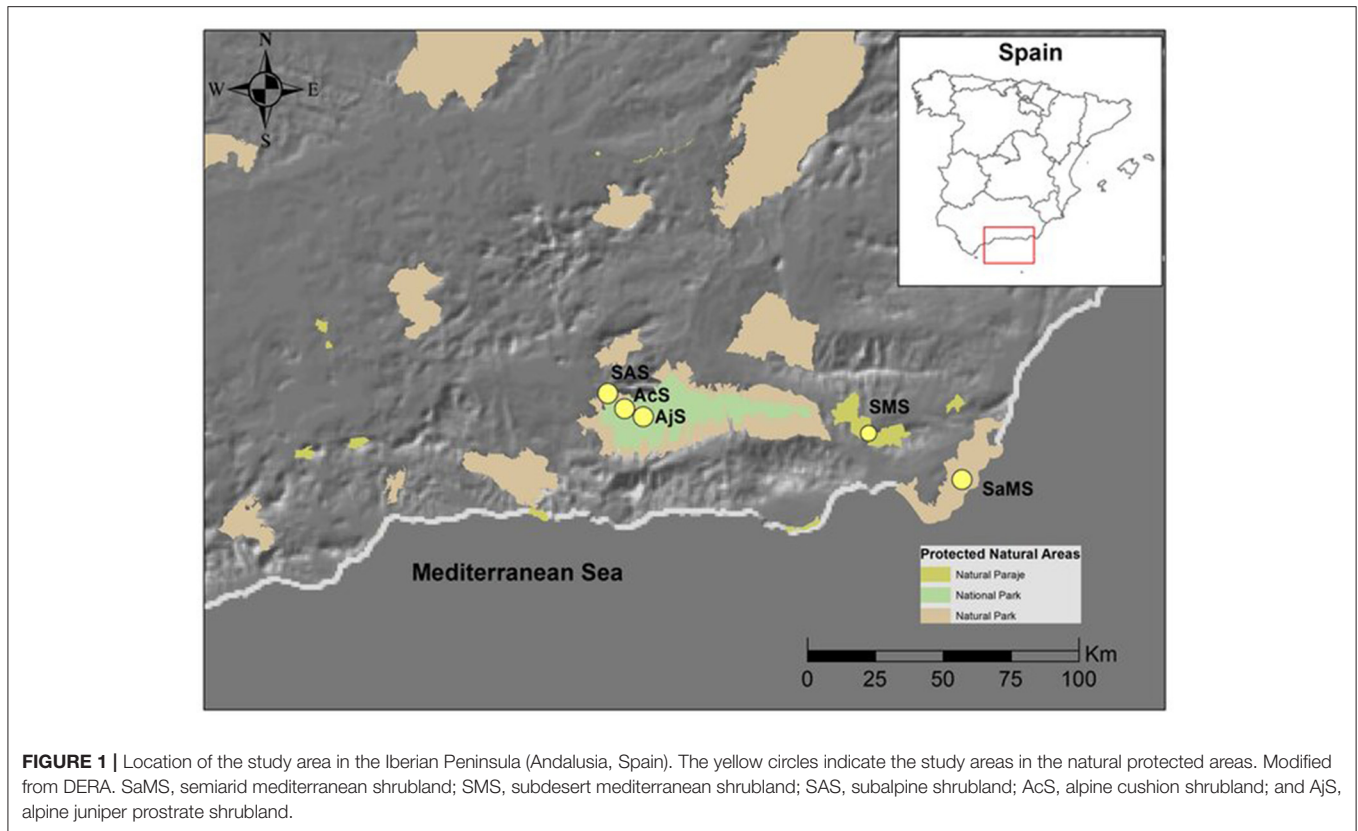 N
W
E
S
Spain
SAS
AcS
AjS
SMS
SaMS
Mediterranean Sea
Protected Natural Areas
Natural Paraje
National Park
Natural Park
Km
0 25 50 75 100
FIGURE 1 | Location of the study area in the Iberian Peninsula (Andalusia, Spain). The yellow circles indicate the study areas in the natural protected areas. Modified
from DERA. SaMS, semiarid mediterranean shrubland; SMS, subdesert mediterranean shrubland; SAS, subalpine shrubland; AcS, alpine cushion shrubland; and AjS,
alpine juniper prostrate shrubland.